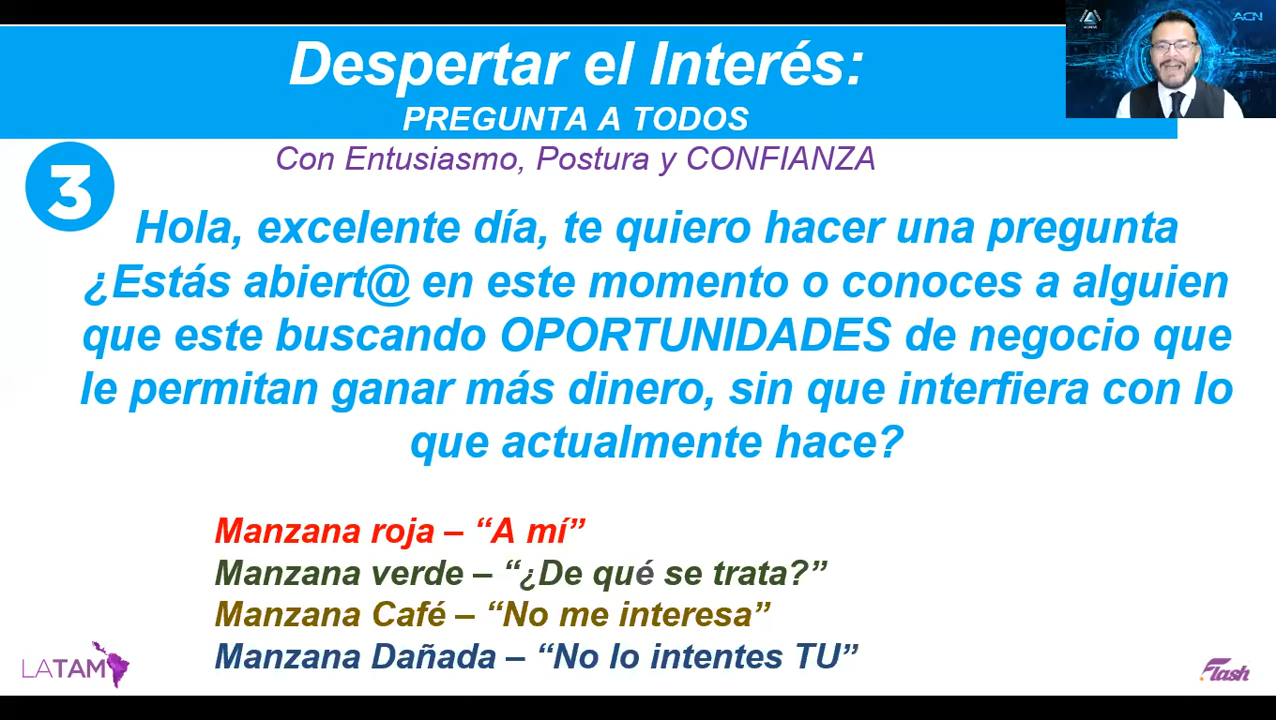 Despertar el Interés:
PREGUNTA A TODOS
Con Entusiasmo, Postura y CONFIANZA
3
Hola, excelente día, te quiero hacer una pregunta
¿Estás abiert@ en este momento o conoces a alguien
que este buscando OPORTUNIDADES de negocio que
le permitan ganar más dinero, sin que interfiera con lo
que actualmente hace?
Manzana roja – “A mí”
Manzana verde – “¿De qué se trata?”
Manzana Café – “No me interesa”
Manzana Dañada – “No lo intentes TU”
LATAM
Flash
ACN